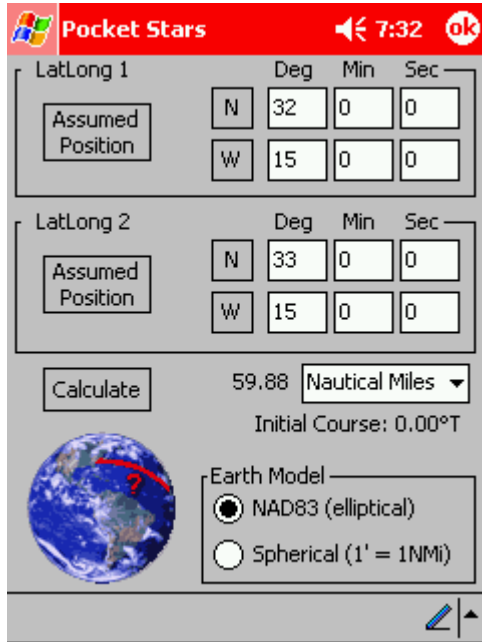 Pocket Stars 7:32 ok
LatLong 1 Deg Min Sec
Assumed Position N 32 0 0
W 15 0 0
LatLong 2 Deg Min Sec
Assumed Position N 33 0 0
W 15 0 0
Calculate 59.88 Nautical Miles
Initial Course: 0.00°T
?
Earth Model
NAD83 (elliptical)
Spherical (1' = 1NMi)